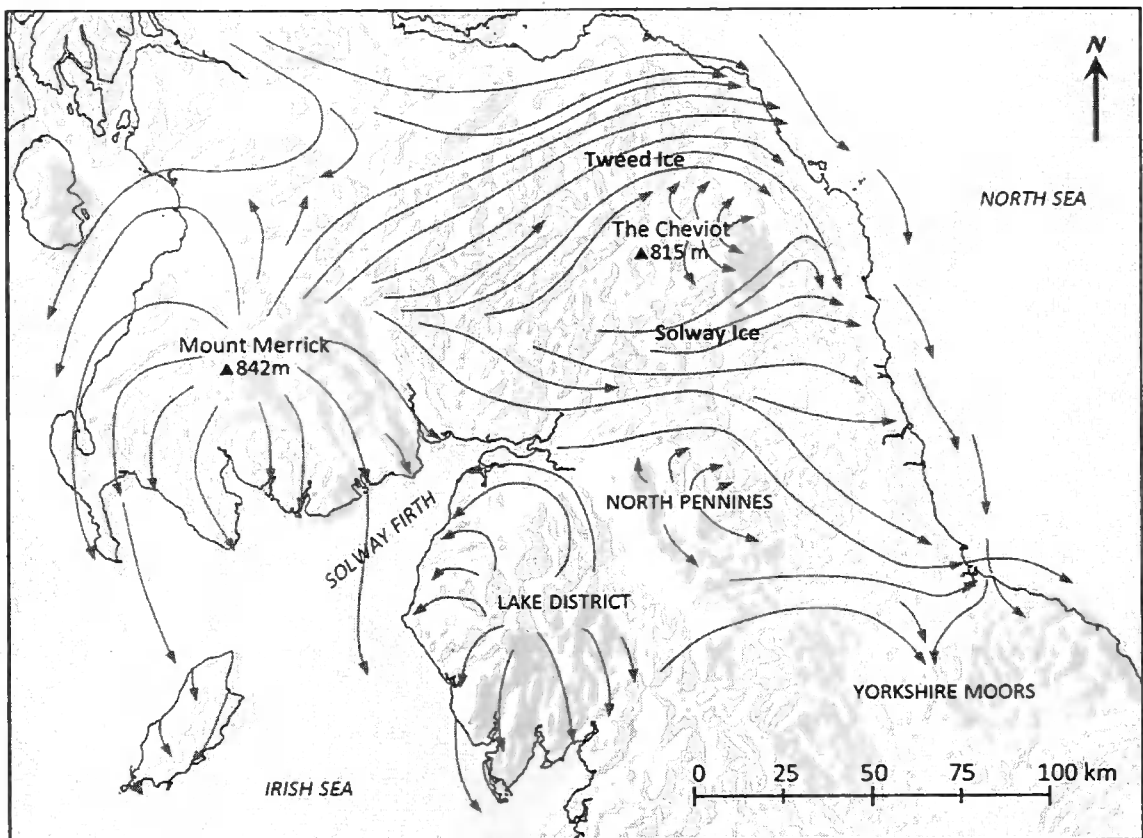 N
Tweed Ice
NORTH SEA
The Cheviot
▲815 m
Solway Ice
Mount Merrick
▲842m
NORTH PENNINES
SOLWAY FIRTH
LAKE DISTRICT
YORKSHIRE MOORS
IRISH SEA
0 25 50 75 100 km